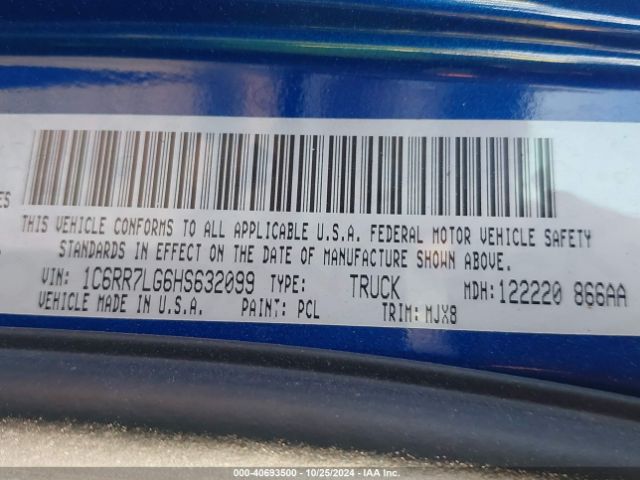 ES
THIS VEHICLE CONFORMS TO ALL APPLICABLE U.S.A. FEDERAL MOTOR VEHICLE SAFETY
STANDARDS IN EFFECT ON THE DATE OF MANUFACTURE SHOWN ABOVE.
VIN: 1C6RR7LG6HS632099 TYPE: TRUCK MDH: 122220 866AA
VEHICLE MADE IN U.S.A. PAINT: PCL TRIM: MJX8
000-40693500 - 10/25/2024 - IAA Inc.